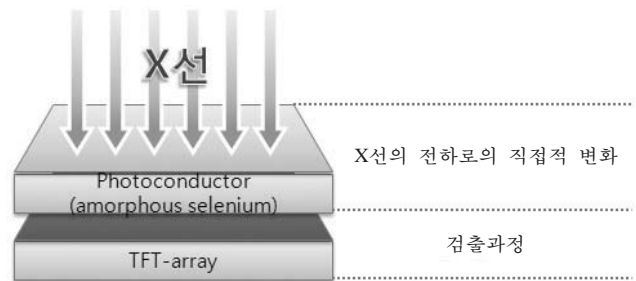 X선
X선의 전하로의 직접적 변화
Photoconductor
(amorphous selenium)
검출과정
TFT-array